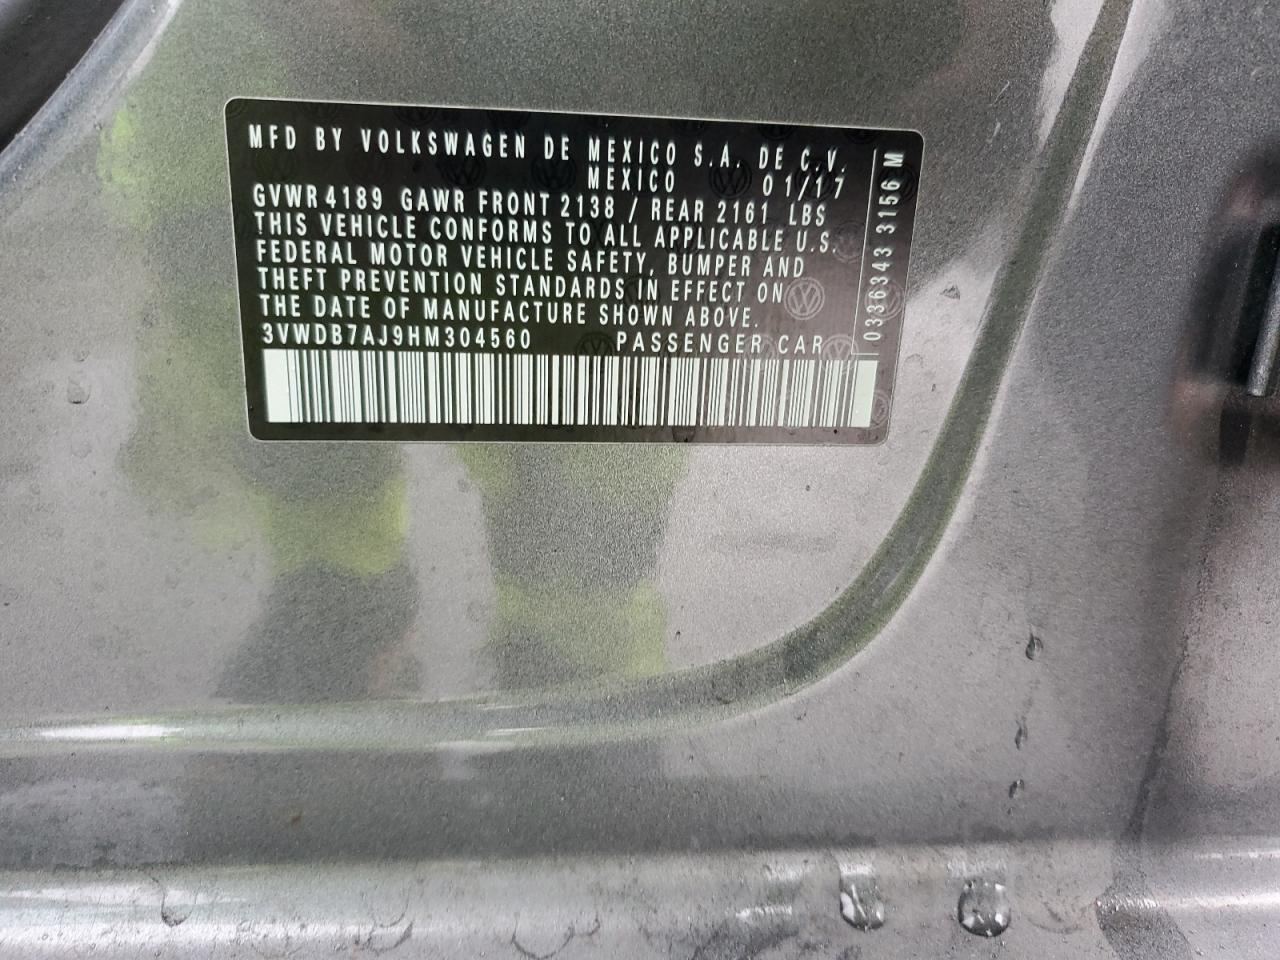 MFD BY VOLKSWAGEN DE MEXICO S.A. DE C.V.
MEXICO 01/17
GVWR 4189 GAWR FRONT 2138 / REAR 2161 LBS
THIS VEHICLE CONFORMS TO ALL APPLICABLE U.S.
FEDERAL MOTOR VEHICLE SAFETY, BUMPER AND
THEFT PREVENTION STANDARDS IN EFFECT ON
THE DATE OF MANUFACTURE SHOWN ABOVE.
3VWDB7AJ9HM304560 PASSENGER CAR
0336343 3156 M